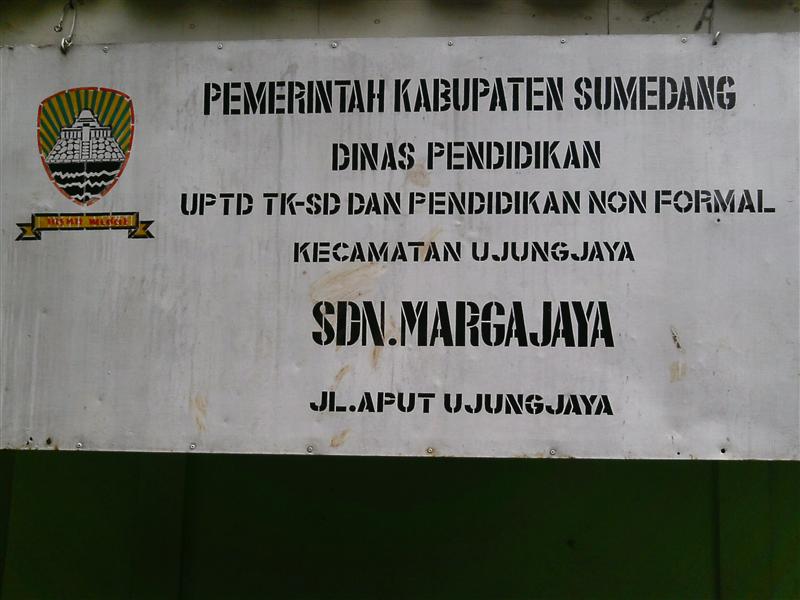 PEMERINTAH KABUPATEN SUMEDANG
DINAS PENDIDIKAN
UPTD TK-SD DAN PENDIDIKAN NON FORMAL
KECAMATAN UJUNGJAYA
SDN.MARGAJAYA
JL.APUT UJUNGJAYA